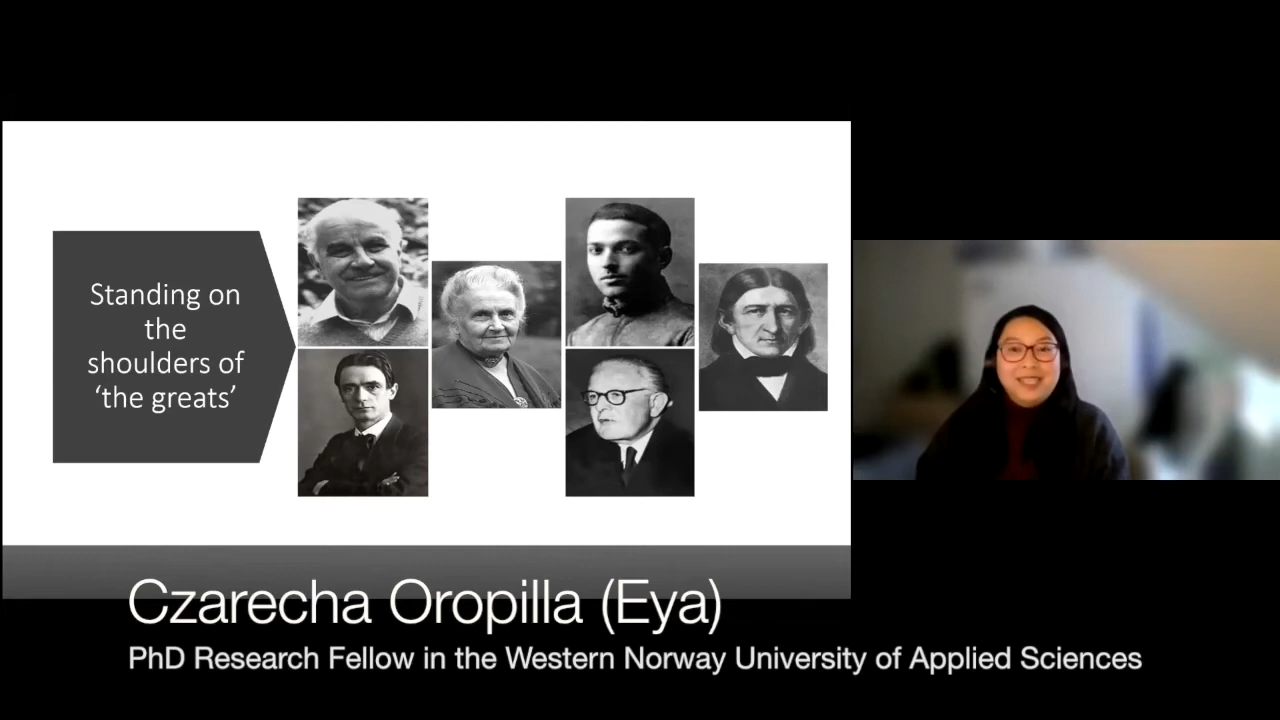 Standing on
the
shoulders of
‘the greats’
Czarecha Oropilla (Eya)
PhD Research Fellow in the Western Norway University of Applied Sciences